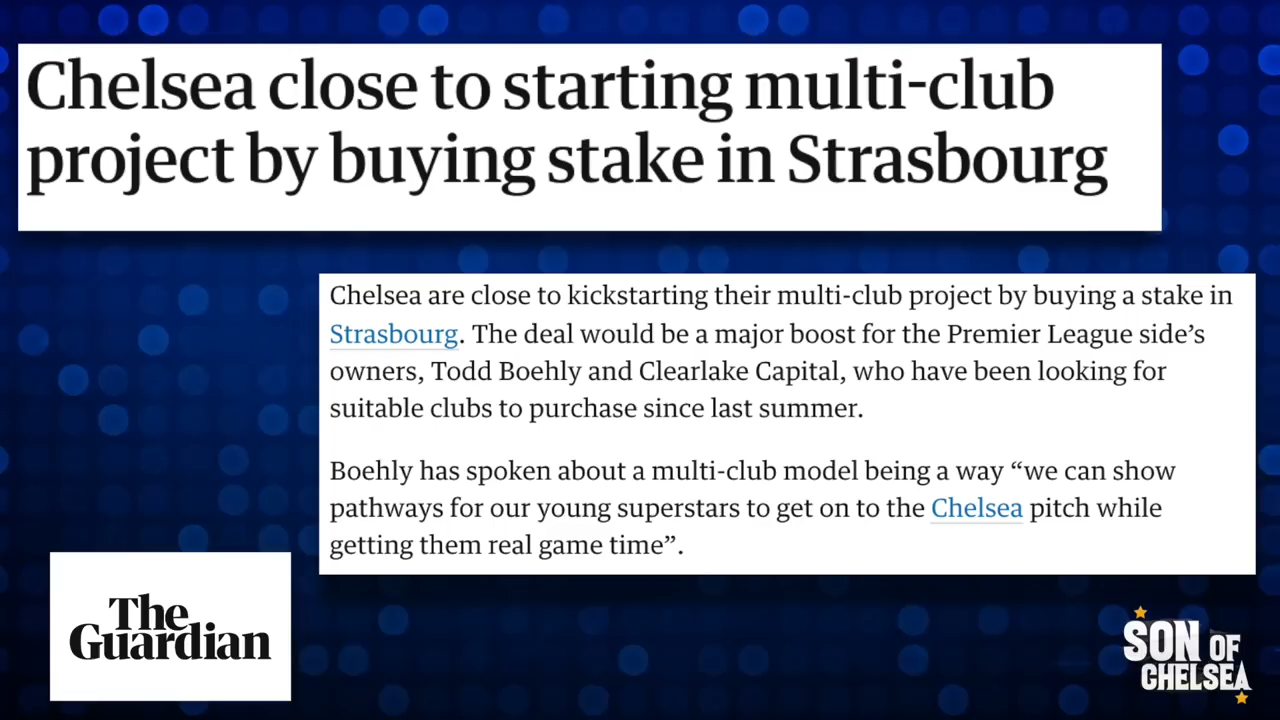 Chelsea close to starting multi-club
project by buying stake in Strasbourg
Chelsea are close to kickstarting their multi-club project by buying a stake in
Strasbourg. The deal would be a major boost for the Premier League side’s
owners, Todd Boehly and Clearlake Capital, who have been looking for
suitable clubs to purchase since last summer.
Boehly has spoken about a multi-club model being a way “we can show
pathways for our young superstars to get on to the Chelsea pitch while
getting them real game time”.
The
Guardian
SON OF
CHELSEA